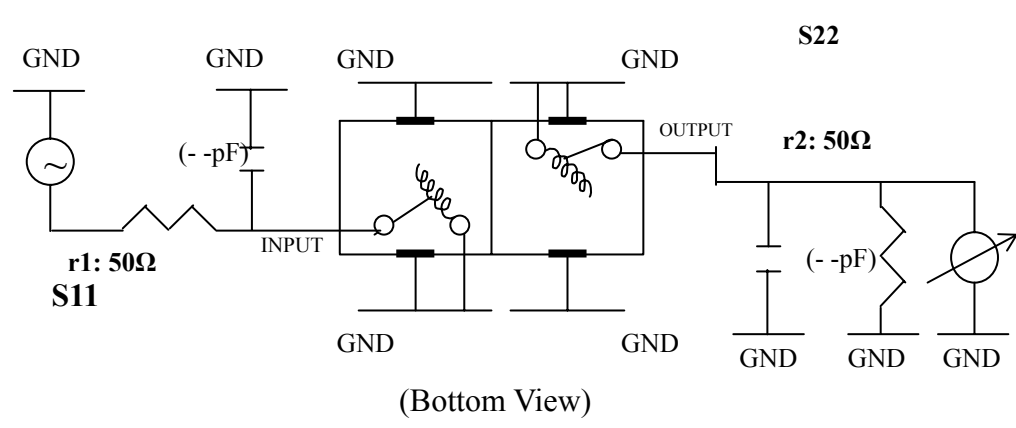 S22
GND
GND
GND
GND
OUTPUT
r2: 50Ω
(- -pF)
INPUT
r1: 50Ω
S11
(- -pF)
GND
GND
GND
GND
GND
(Bottom View)